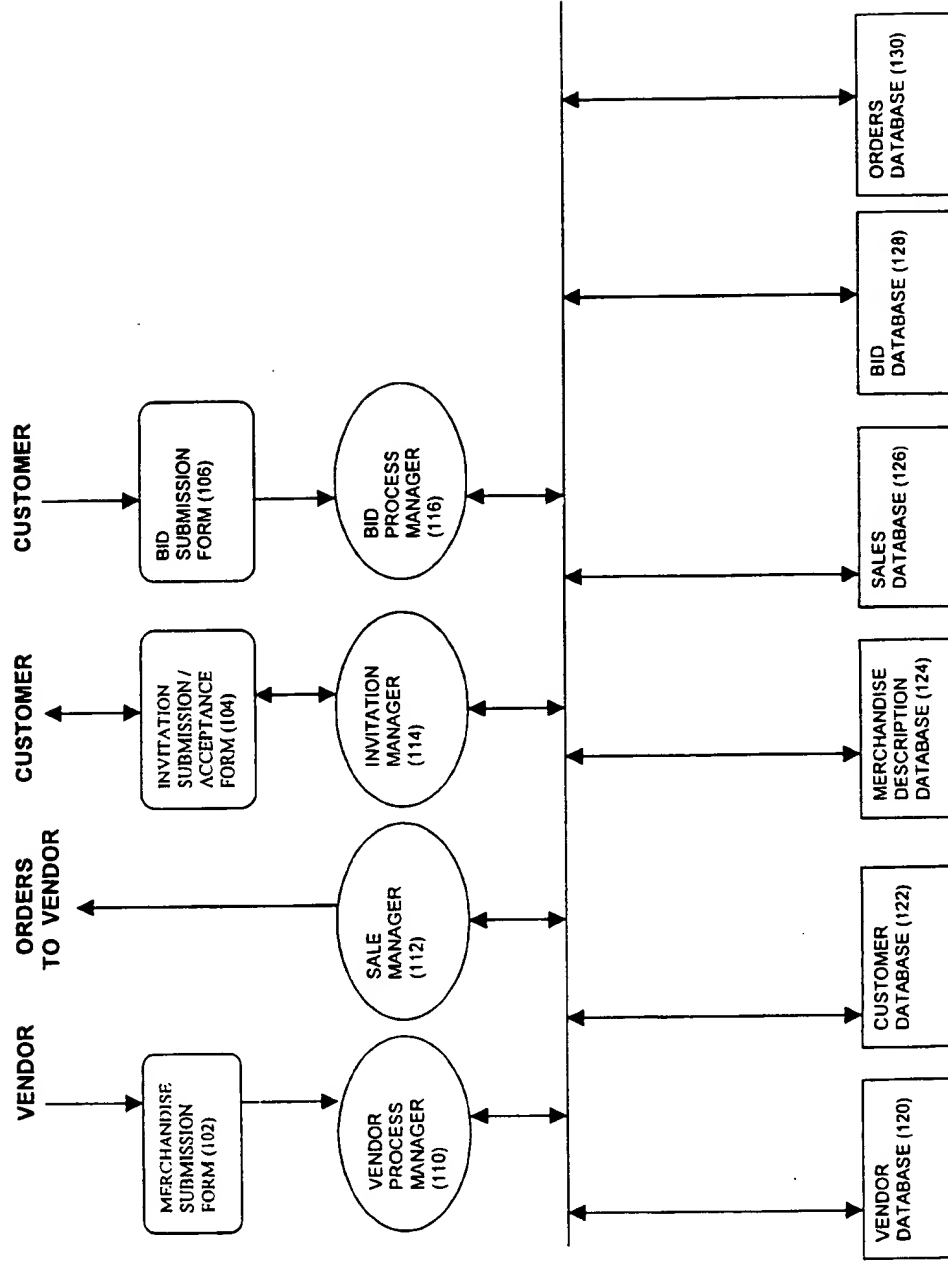 VENDOR
ORDERS
TO VENDOR
CUSTOMER
CUSTOMER
MERCHANDISE
SUBMISSION
FORM (102)
INVITATION
SUBMISSION /
ACCEPTANCE
FORM (104)
BID
SUBMISSION
FORM (106)
VENDOR
PROCESS
MANAGER
(110)
SALE
MANAGER
(112)
INVITATION
MANAGER
(114)
BID
PROCESS
MANAGER
(116)
VENDOR
DATABASE (120)
CUSTOMER
DATABASE (122)
MERCHANDISE
DESCRIPTION
DATABASE (124)
SALES
DATABASE (126)
BID
DATABASE (128)
ORDERS
DATABASE (130)